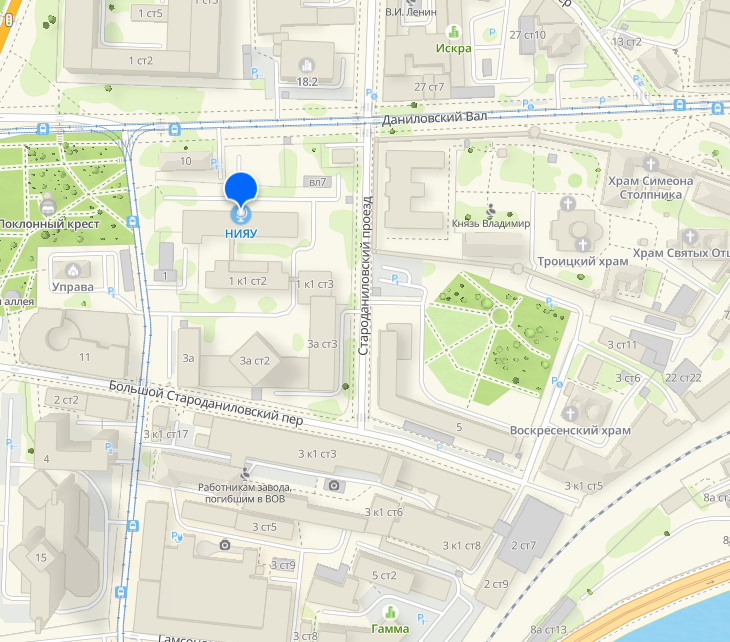 1 ст5
1 ст2
18.2
В.И. Ленин
Искра
P
27 ст10
13 ст2
27 ст7
P
P
P
P
Даниловский Вал
10
P
вл7
НИЯУ
Поклонный крест
Храм Симеона
Столпника
Князь Владимир
Троицкий храм
Храм Святых Отц
Староданиловский проезд
1
1 к1 ст2
1 к1 ст3
P
P
Управа
аллея
11
3а
3а ст2
3а ст3
3 ст11
3 ст6
22 ст22
P
Большой Староданиловский пер
2 ст2
3 к1 ст17
5
Воскресенский храм
4
P
3 к1 ст3
P
P
3 к1 ст5
Работникам завода,
погибшим в ВОВ
3 к1 ст6
8а ст
3 ст5
3 к1 ст8
2 ст7
15
P
3 ст9
5 ст2
2 ст9
8
Гамма
P
3 ст8
8а ст13